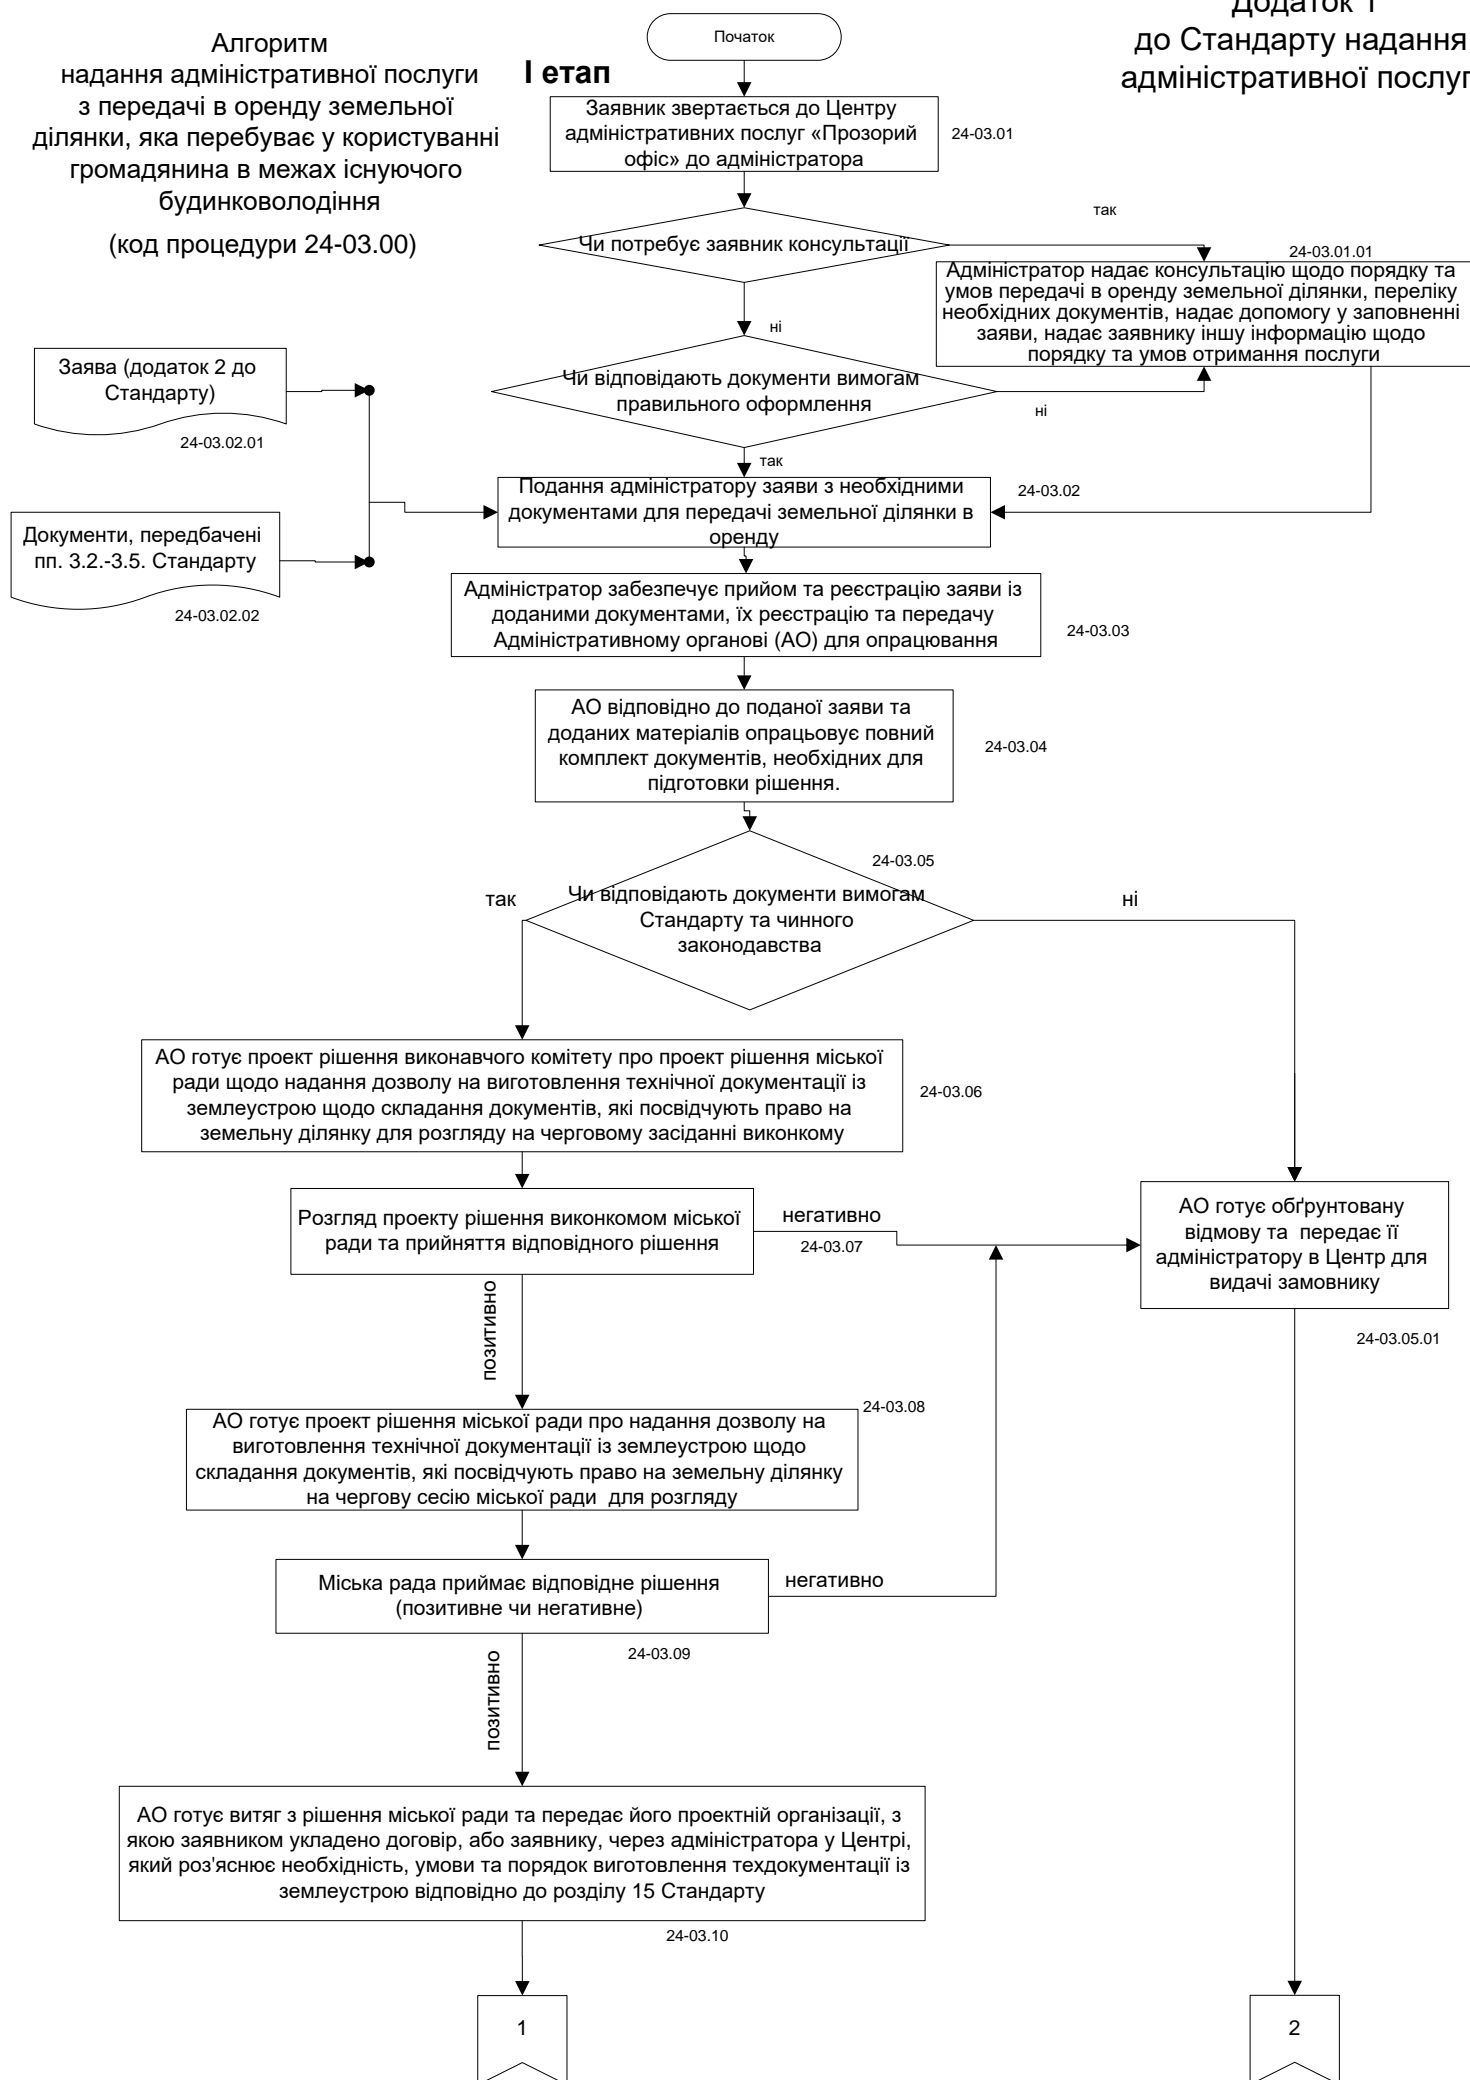 Додаток 1
до Стандарту надання
адміністративної послуг
Алгоритм
надання адміністративної послуги
з передачі в оренду земельної
ділянки, яка перебуває у користуванні
громадянина в межах існуючого
будинковолодіння
(код процедури 24-03.00)
І етап
Початок
Заявник звертається до Центру
адміністративних послуг «Прозорий
офіс» до адміністратора
24-03.01
Чи потребує заявник консультації
так
ні
24-03.01.01
Адміністратор надає консультацію щодо порядку та
умов передачі в оренду земельної ділянки, переліку
необхідних документів, надає допомогу у заповненні
заяви, надає заявнику іншу інформацію щодо
порядку та умов отримання послуги
Чи відповідають документи вимогам
правильного оформлення
ні
так
Заява (додаток 2 до
Стандарту)
24-03.02.01
Документи, передбачені
пп. 3.2.-3.5. Стандарту
24-03.02.02
Подання адміністратору заяви з необхідними
документами для передачі земельної ділянки в
оренду
24-03.02
Адміністратор забезпечує прийом та реєстрацію заяви із
доданими документами, їх реєстрацію та передачу
Адміністративному органові (АО) для опрацювання
24-03.03
АО відповідно до поданої заяви та
доданих матеріалів опрацьовує повний
комплект документів, необхідних для
підготовки рішення.
24-03.04
24-03.05
Чи відповідають документи вимогам
Стандарту та чинного
законодавства
так
ні
АО готує проект рішення виконавчого комітету про проект рішення міської
ради щодо надання дозволу на виготовлення технічної документації із
землеустрою щодо складання документів, які посвідчують право на
земельну ділянку для розгляду на черговому засіданні виконкому
24-03.06
Розгляд проекту рішення виконкомом міської
ради та прийняття відповідного рішення
негативно
24-03.07
позитивно
АО готує обґрунтовану
відмову та  передає її
адміністратору в Центр для
видачі замовнику
24-03.05.01
АО готує проект рішення міської ради про надання дозволу на
виготовлення технічної документації із землеустрою щодо
складання документів, які посвідчують право на земельну ділянку
на чергову сесію міської ради  для розгляду
24-03.08
Міська рада приймає відповідне рішення
(позитивне чи негативне)
негативно
24-03.09
позитивно
АО готує витяг з рішення міської ради та передає його проектній організації, з
якою заявником укладено договір, або заявнику, через адміністратора у Центрі,
який роз'яснює необхідність, умови та порядок виготовлення техдокументації із
землеустрою відповідно до розділу 15 Стандарту
24-03.10
1
2